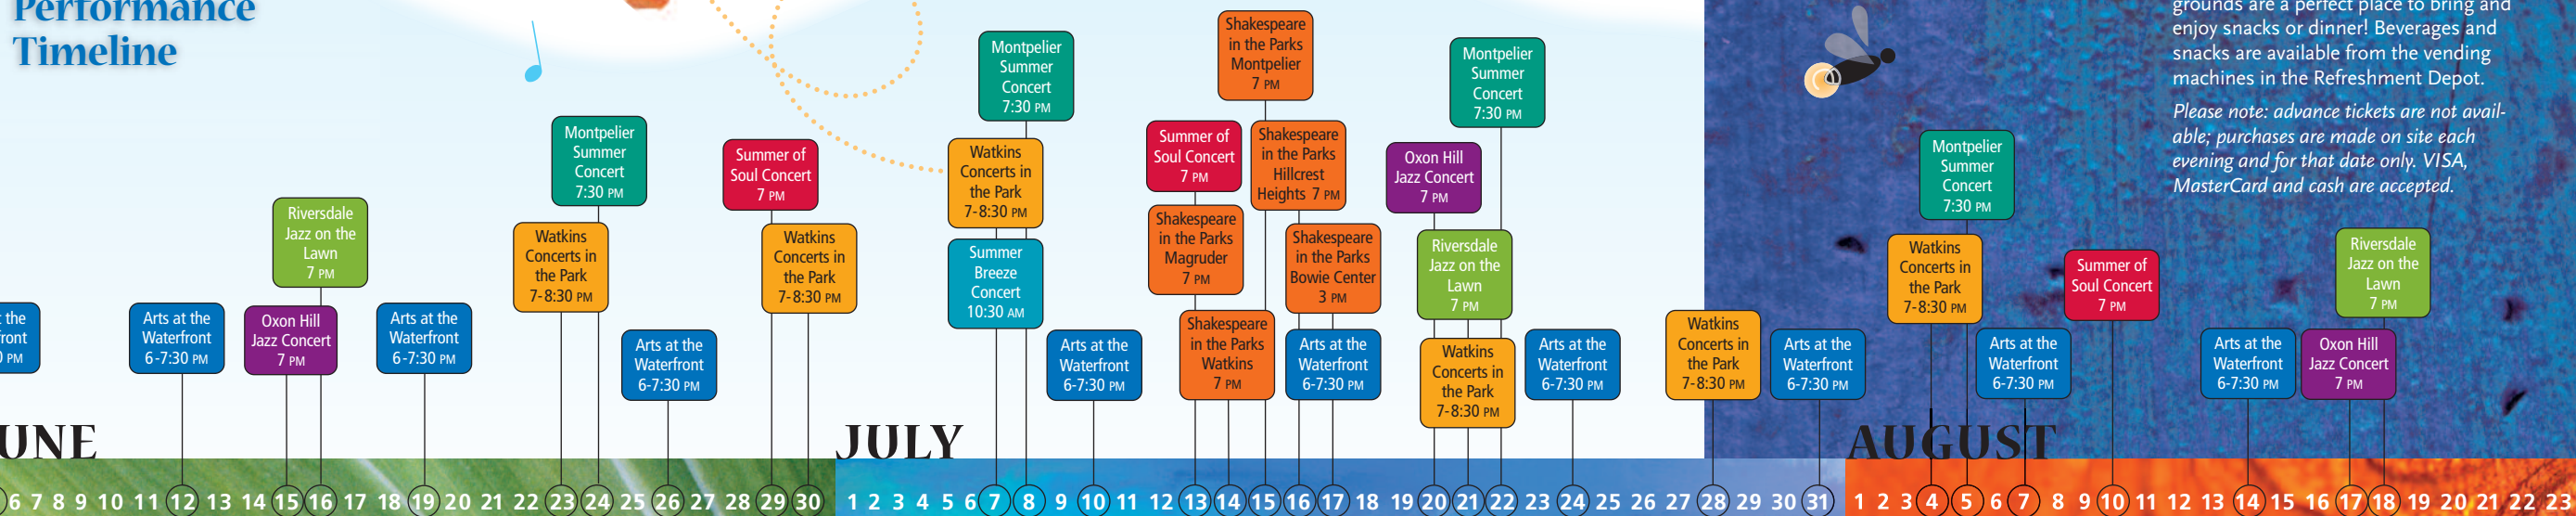 Performance
Timeline
grounds are a perfect place to bring and
enjoy snacks or dinner! Beverages and
snacks are available from the vending
machines in the Refreshment Depot.
Please note: advance tickets are not avail-
able; purchases are made on site each
evening and for that date only. VISA,
MasterCard and cash are accepted.
the
front
PM
Arts at the
Waterfront
6-7:30 PM
Riversdale
Jazz on the
Lawn
7 PM
Oxon Hill
Jazz Concert
7 PM
Arts at the
Waterfront
6-7:30 PM
Montpelier
Summer
Concert
7:30 PM
Watkins
Concerts in
the Park
7-8:30 PM
Arts at the
Waterfront
6-7:30 PM
Summer of
Soul Concert
7 PM
Watkins
Concerts in
the Park
7-8:30 PM
Montpelier
Summer
Concert
7:30 PM
Watkins
Concerts in
the Park
7-8:30 PM
Summer
Breeze
Concert
10:30 AM
Arts at the
Waterfront
6-7:30 PM
Summer of
Soul Concert
7 PM
Shakespeare
in the Parks
Magruder
7 PM
Shakespeare
in the Parks
Watkins
7 PM
Shakespeare
in the Parks
Montpelier
7 PM
Shakespeare
in the Parks
Hillcrest
Heights 7 PM
Shakespeare
in the Parks
Bowie Center
3 PM
Arts at the
Waterfront
6-7:30 PM
Oxon Hill
Jazz Concert
7 PM
Montpelier
Summer
Concert
7:30 PM
Riversdale
Jazz on the
Lawn
7 PM
Watkins
Concerts in
the Park
7-8:30 PM
Arts at the
Waterfront
6-7:30 PM
Watkins
Concerts in
the Park
7-8:30 PM
Arts at the
Waterfront
6-7:30 PM
Montpelier
Summer
Concert
7:30 PM
Watkins
Concerts in
the Park
7-8:30 PM
Arts at the
Waterfront
6-7:30 PM
Summer of
Soul Concert
7 PM
Arts at the
Waterfront
6-7:30 PM
Riversdale
Jazz on the
Lawn
7 PM
Oxon Hill
Jazz Concert
7 PM
UNE JULY AUGUST
6 7 8 9 10 11 12 13 14 15 16 17 18 19 20 21 22 23 24 25 26 27 28 29 30 1 2 3 4 5 6 7 8 9 10 11 12 13 14 15 16 17 18 19 20 21 22 23 24 25 26 27 28 29 30 31 1 2 3 4 5 6 7 8 9 10 11 12 13 14 15 16 17 18 19 20 21 22 23